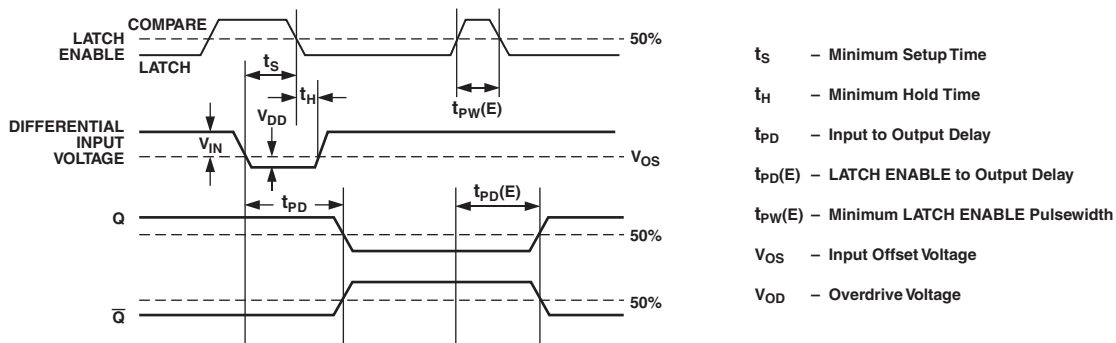 COMPARE
LATCH
ENABLE
LATCH
50%
tS
tH
VDD
tPW(E)
DIFFERENTIAL
INPUT
VOLTAGE
VIN
VOS
tPD
tPD(E)
Q
50%
Q̅
50%
tS – Minimum Setup Time
tH – Minimum Hold Time
tPD – Input to Output Delay
tPD(E) – LATCH ENABLE to Output Delay
tPW(E) – Minimum LATCH ENABLE Pulsewidth
VOS – Input Offset Voltage
VOD – Overdrive Voltage